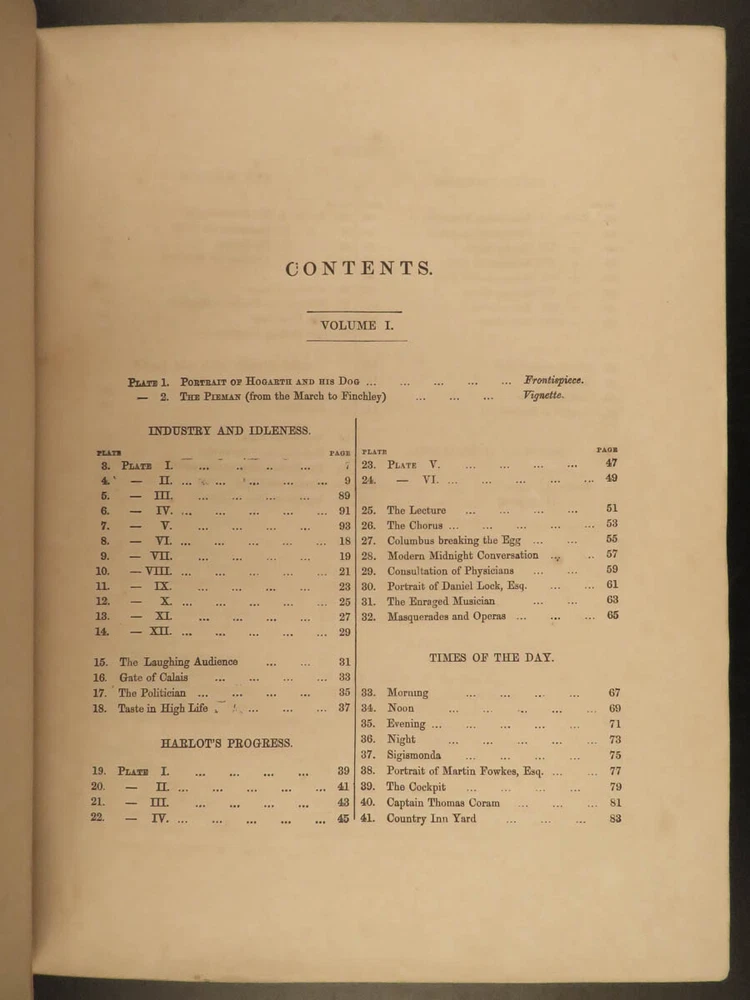 CONTENTS.
VOLUME I.
PLATE 1. PORTRAIT OF HOGARTH AND HIS DOG ... ... ... ... ... Frontispiece.
— 2. THE PIEMAN (from the March to Finchley) ... ... ... Vignette.
INDUSTRY AND IDLENESS.
PLATE PAGE
3. PLATE I. ... ... ... ... 7
4. — II. ... ... ... ... ... 9
5. — III. ... ... ... ... 89
6. — IV. ... ... ... ... ... 91
7. — V. ... ... ... ... 93
8. — VI. ... ... ... ... ... 18
9. — VII. ... ... ... ... 19
10. — VIII. ... ... ... ... ... 21
11. — IX. ... ... ... ... 23
12. — X. ... ... ... ... ... 25
13. — XI. ... ... ... ... 27
14. — XII. ... ... ... ... ... 29
15. The Laughing Audience ... ... 31
16. Gate of Calais ... ... ... ... 33
17. The Politician ... ... ... ... 35
18. Taste in High Life ... ... ... 37
HARLOT'S PROGRESS.
19. PLATE I. ... ... ... ... 39
20. — II. ... ... ... ... ... 41
21. — III. ... ... ... ... 43
22. — IV. ... ... ... ... ... 45
PLATE PAGE
23. PLATE V. ... ... ... ... 47
24. — VI. ... ... ... ... ... 49
25. The Lecture ... ... ... ... 51
26. The Chorus ... ... ... ... ... 53
27. Columbus breaking the Egg ... ... 55
28. Modern Midnight Conversation ... .. 57
29. Consultation of Physicians ... ... 59
30. Portrait of Daniel Lock, Esq. ... ... 61
31. The Enraged Musician ... ... 63
32. Masquerades and Operas ... ... ... 65
TIMES OF THE DAY.
33. Morning ... ... ... ... 67
34. Noon ... ... ... ... ... 69
35. Evening ... ... ... ... ... 71
36. Night ... ... ... ... ... 73
37. Sigismonda ... ... ... ... 75
38. Portrait of Martin Fowkes, Esq. ... ... 77
39. The Cockpit ... ... ... ... 79
40. Captain Thomas Coram ... ... ... 81
41. Country Inn Yard ... ... ... 83